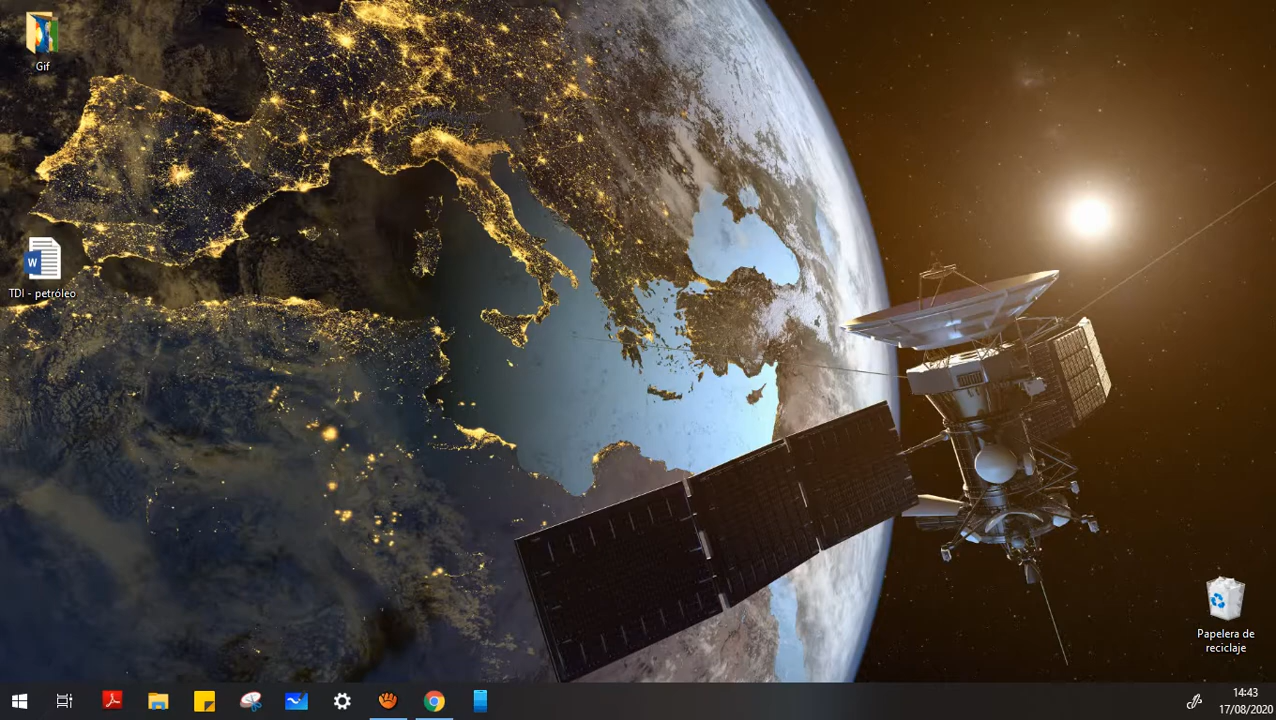 Gif
TDI - petróleo
Papelera de
reciclaje
14:43
17/08/2020